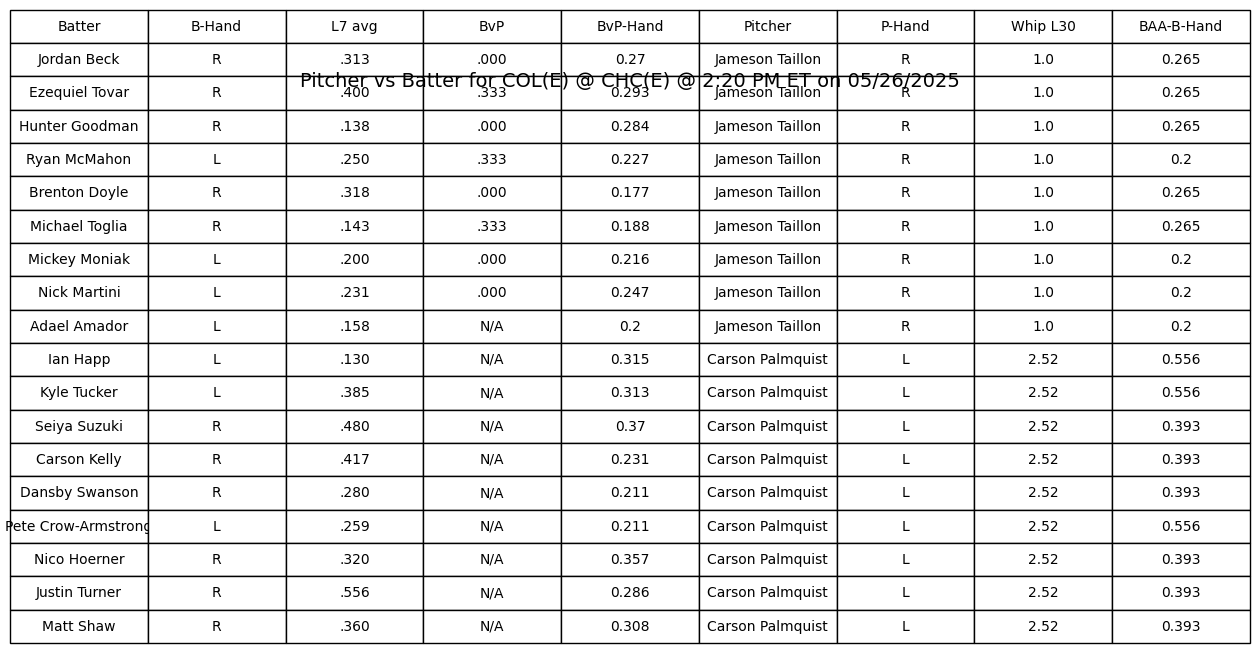 Batter B-Hand L7 avg BvP BvP-Hand Pitcher P-Hand Whip L30 BAA-B-Hand
Jordan Beck R .313 .000 0.27 Jameson Taillon R 1.0 0.265
Pitcher vs Batter for COL(E) @ CHC(E) @ 2:20 PM ET on 05/26/2025
Ezequiel Tovar R .400 .333 0.293 Jameson Taillon R 1.0 0.265
Hunter Goodman R .138 .000 0.284 Jameson Taillon R 1.0 0.265
Ryan McMahon L .250 .333 0.227 Jameson Taillon R 1.0 0.2
Brenton Doyle R .318 .000 0.177 Jameson Taillon R 1.0 0.265
Michael Toglia R .143 .333 0.188 Jameson Taillon R 1.0 0.265
Mickey Moniak L .200 .000 0.216 Jameson Taillon R 1.0 0.2
Nick Martini L .231 .000 0.247 Jameson Taillon R 1.0 0.2
Adael Amador L .158 N/A 0.2 Jameson Taillon R 1.0 0.2
Ian Happ L .130 N/A 0.315 Carson Palmquist L 2.52 0.556
Kyle Tucker L .385 N/A 0.313 Carson Palmquist L 2.52 0.556
Seiya Suzuki R .480 N/A 0.37 Carson Palmquist L 2.52 0.393
Carson Kelly R .417 N/A 0.231 Carson Palmquist L 2.52 0.393
Dansby Swanson R .280 N/A 0.211 Carson Palmquist L 2.52 0.393
Pete Crow-Armstrong L .259 N/A 0.211 Carson Palmquist L 2.52 0.556
Nico Hoerner R .320 N/A 0.357 Carson Palmquist L 2.52 0.393
Justin Turner R .556 N/A 0.286 Carson Palmquist L 2.52 0.393
Matt Shaw R .360 N/A 0.308 Carson Palmquist L 2.52 0.393